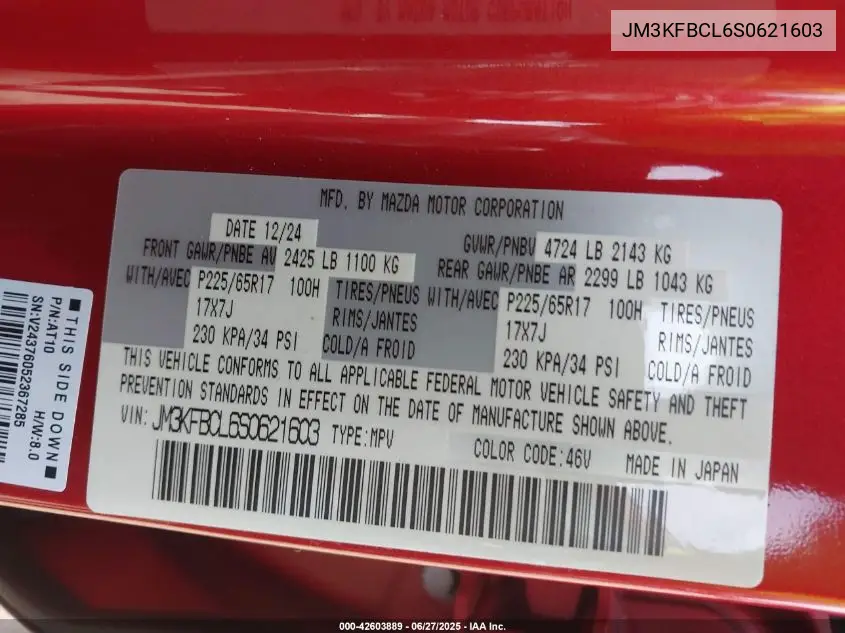 JM3KFBCL6S0621603
MFD. BY MAZDA MOTOR CORPORATION
DATE 12/24
GVWR/PNBV 4724 LB 2143 KG
FRONT GAWR/PNBE AV 2425 LB 1100 KG
REAR GAWR/PNBE AR 2299 LB 1043 KG
WITH/AVEC P225/65R17 100H TIRES/PNEUS
17X7J RIMS/JANTES
230 KPA/34 PSI COLD/A FROID
WITH/AVEC P225/65R17 100H TIRES/PNEUS
17X7J RIMS/JANTES
230 KPA/34 PSI COLD/A FROID
THIS VEHICLE CONFORMS TO ALL APPLICABLE FEDERAL MOTOR VEHICLE SAFETY AND THEFT
PREVENTION STANDARDS IN EFFECT ON THE DATE OF MANUFACTURE SHOWN ABOVE.
VIN: JM3KFBCL6S0621603 TYPE:MPV
COLOR CODE:46V MADE IN JAPAN
THIS SIDE DOWN
P/N:AT10 H/W:8.0
SN:V24376052367285
000-42603889 - 06/27/2025 - IAA Inc.